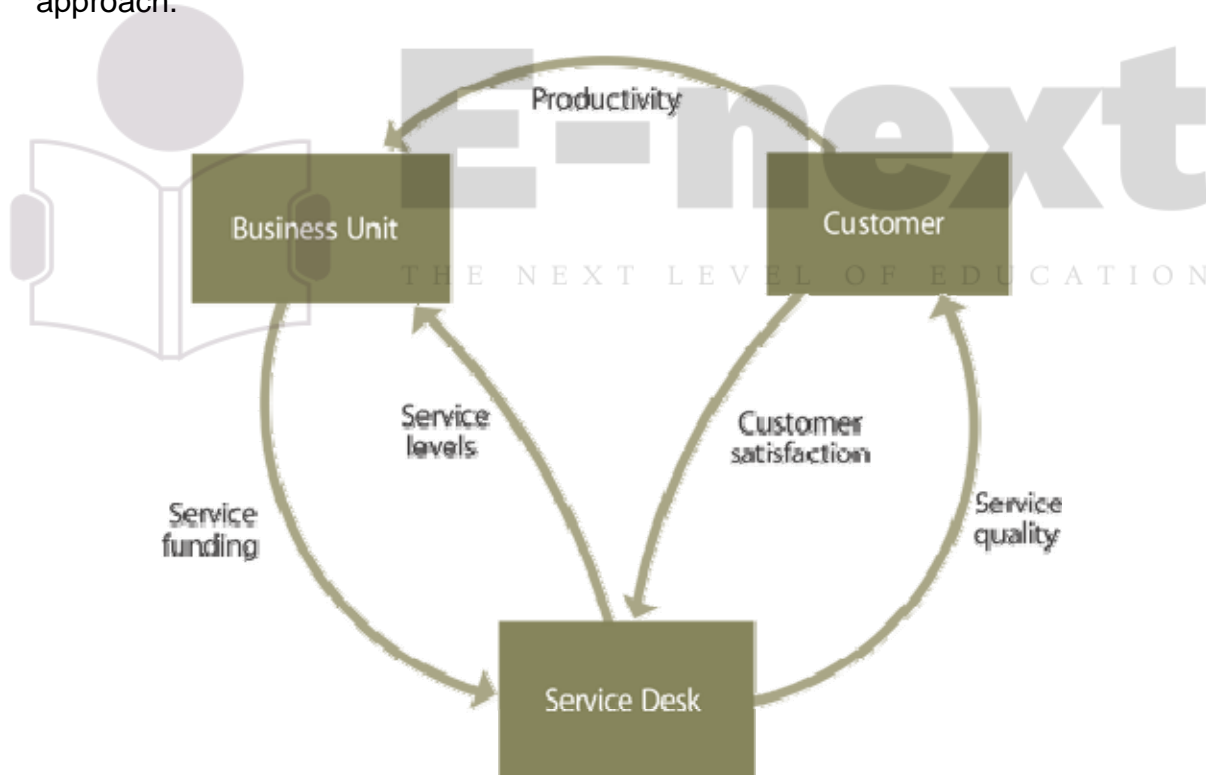 approach.
E-next
THE NEXT LEVEL OF EDUCATION
Productivity
Business Unit
Customer
Service
levels
Customer
satisfaction
Service
funding
Service
quality
Service Desk